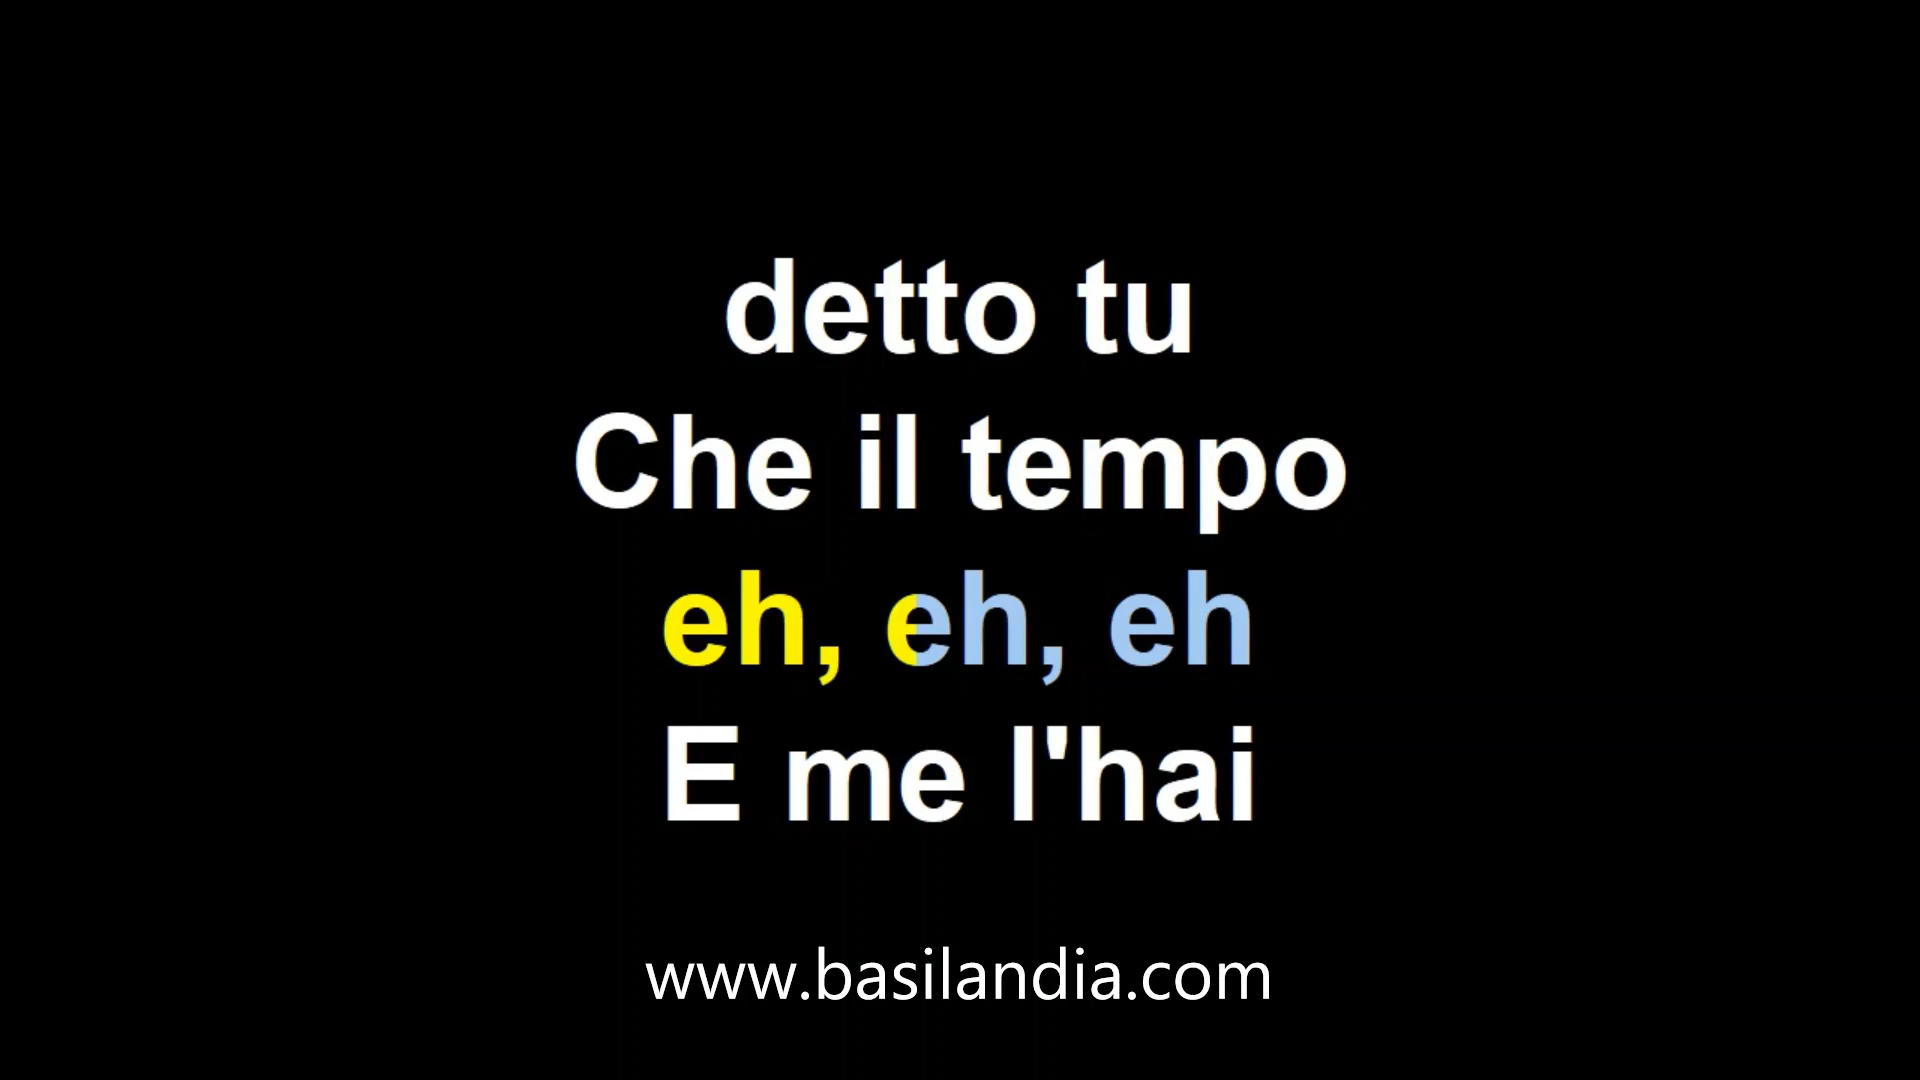 detto tu
Che il tempo
eh, eh, eh
E me l'hai
www.basilandia.com